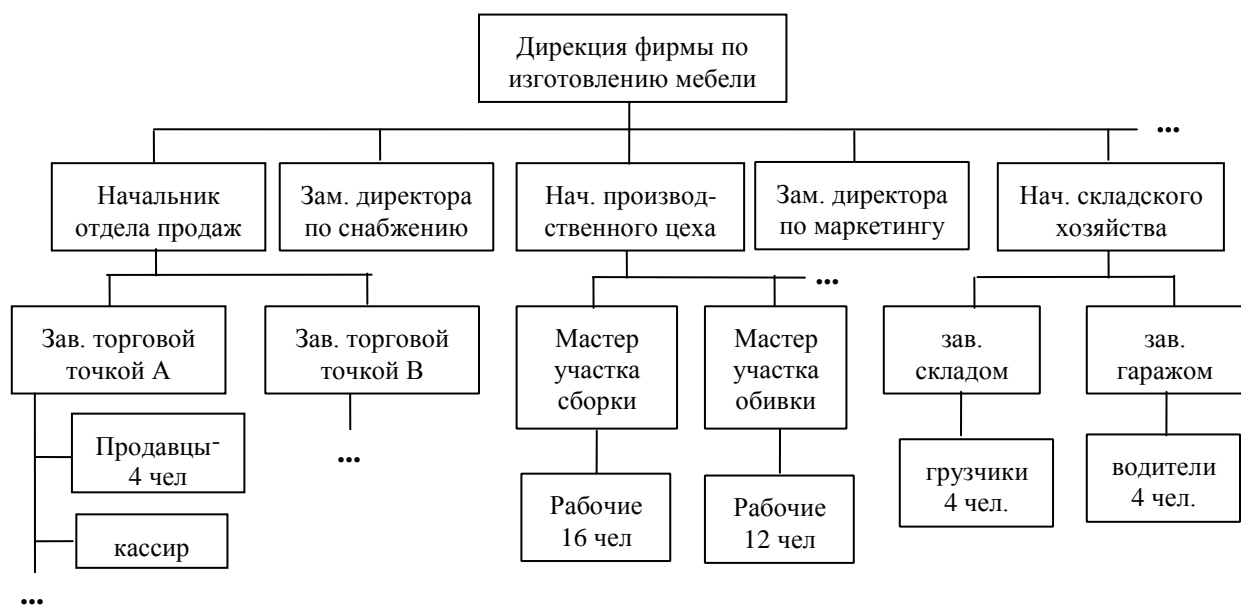 Дирекция фирмы по
изготовлению мебели
...
Начальник
отдела продаж
Зам. директора
по снабжению
Нач. производ-
ственного цеха
Зам. директора
по маркетингу
Нач. складского
хозяйства
...
Зав. торговой
точкой А
Зав. торговой
точкой В
Мастер
участка
сборки
Мастер
участка
обивки
зав.
складом
зав.
гаражом
Продавцы-
4 чел
...
кассир
...
Рабочие
16 чел
Рабочие
12 чел
грузчики
4 чел.
водители
4 чел.